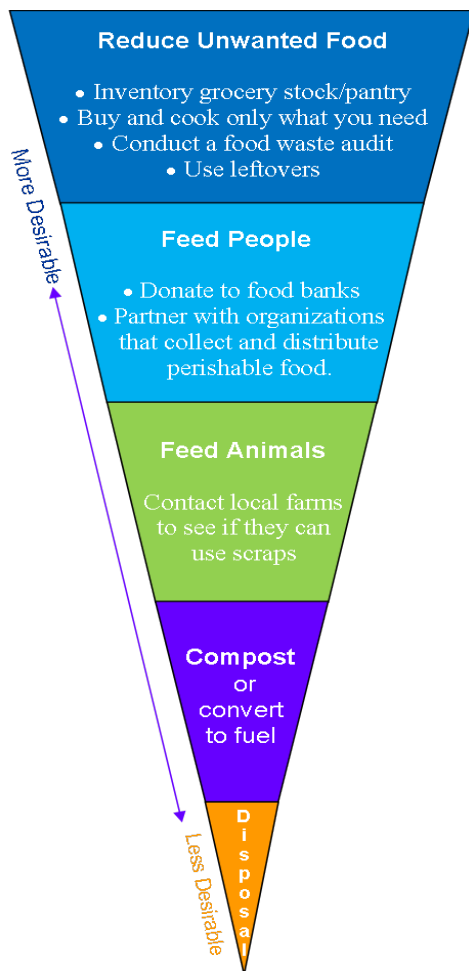 Reduce Unwanted Food
• Inventory grocery stock/pantry
• Buy and cook only what you need
• Conduct a food waste audit
• Use leftovers
More Desirable
Feed People
• Donate to food banks
• Partner with organizations
that collect and distribute
perishable food.
Feed Animals
Contact local farms
to see if they can
use scraps
Compost
or
convert
to fuel
Less Desirable
Disposal